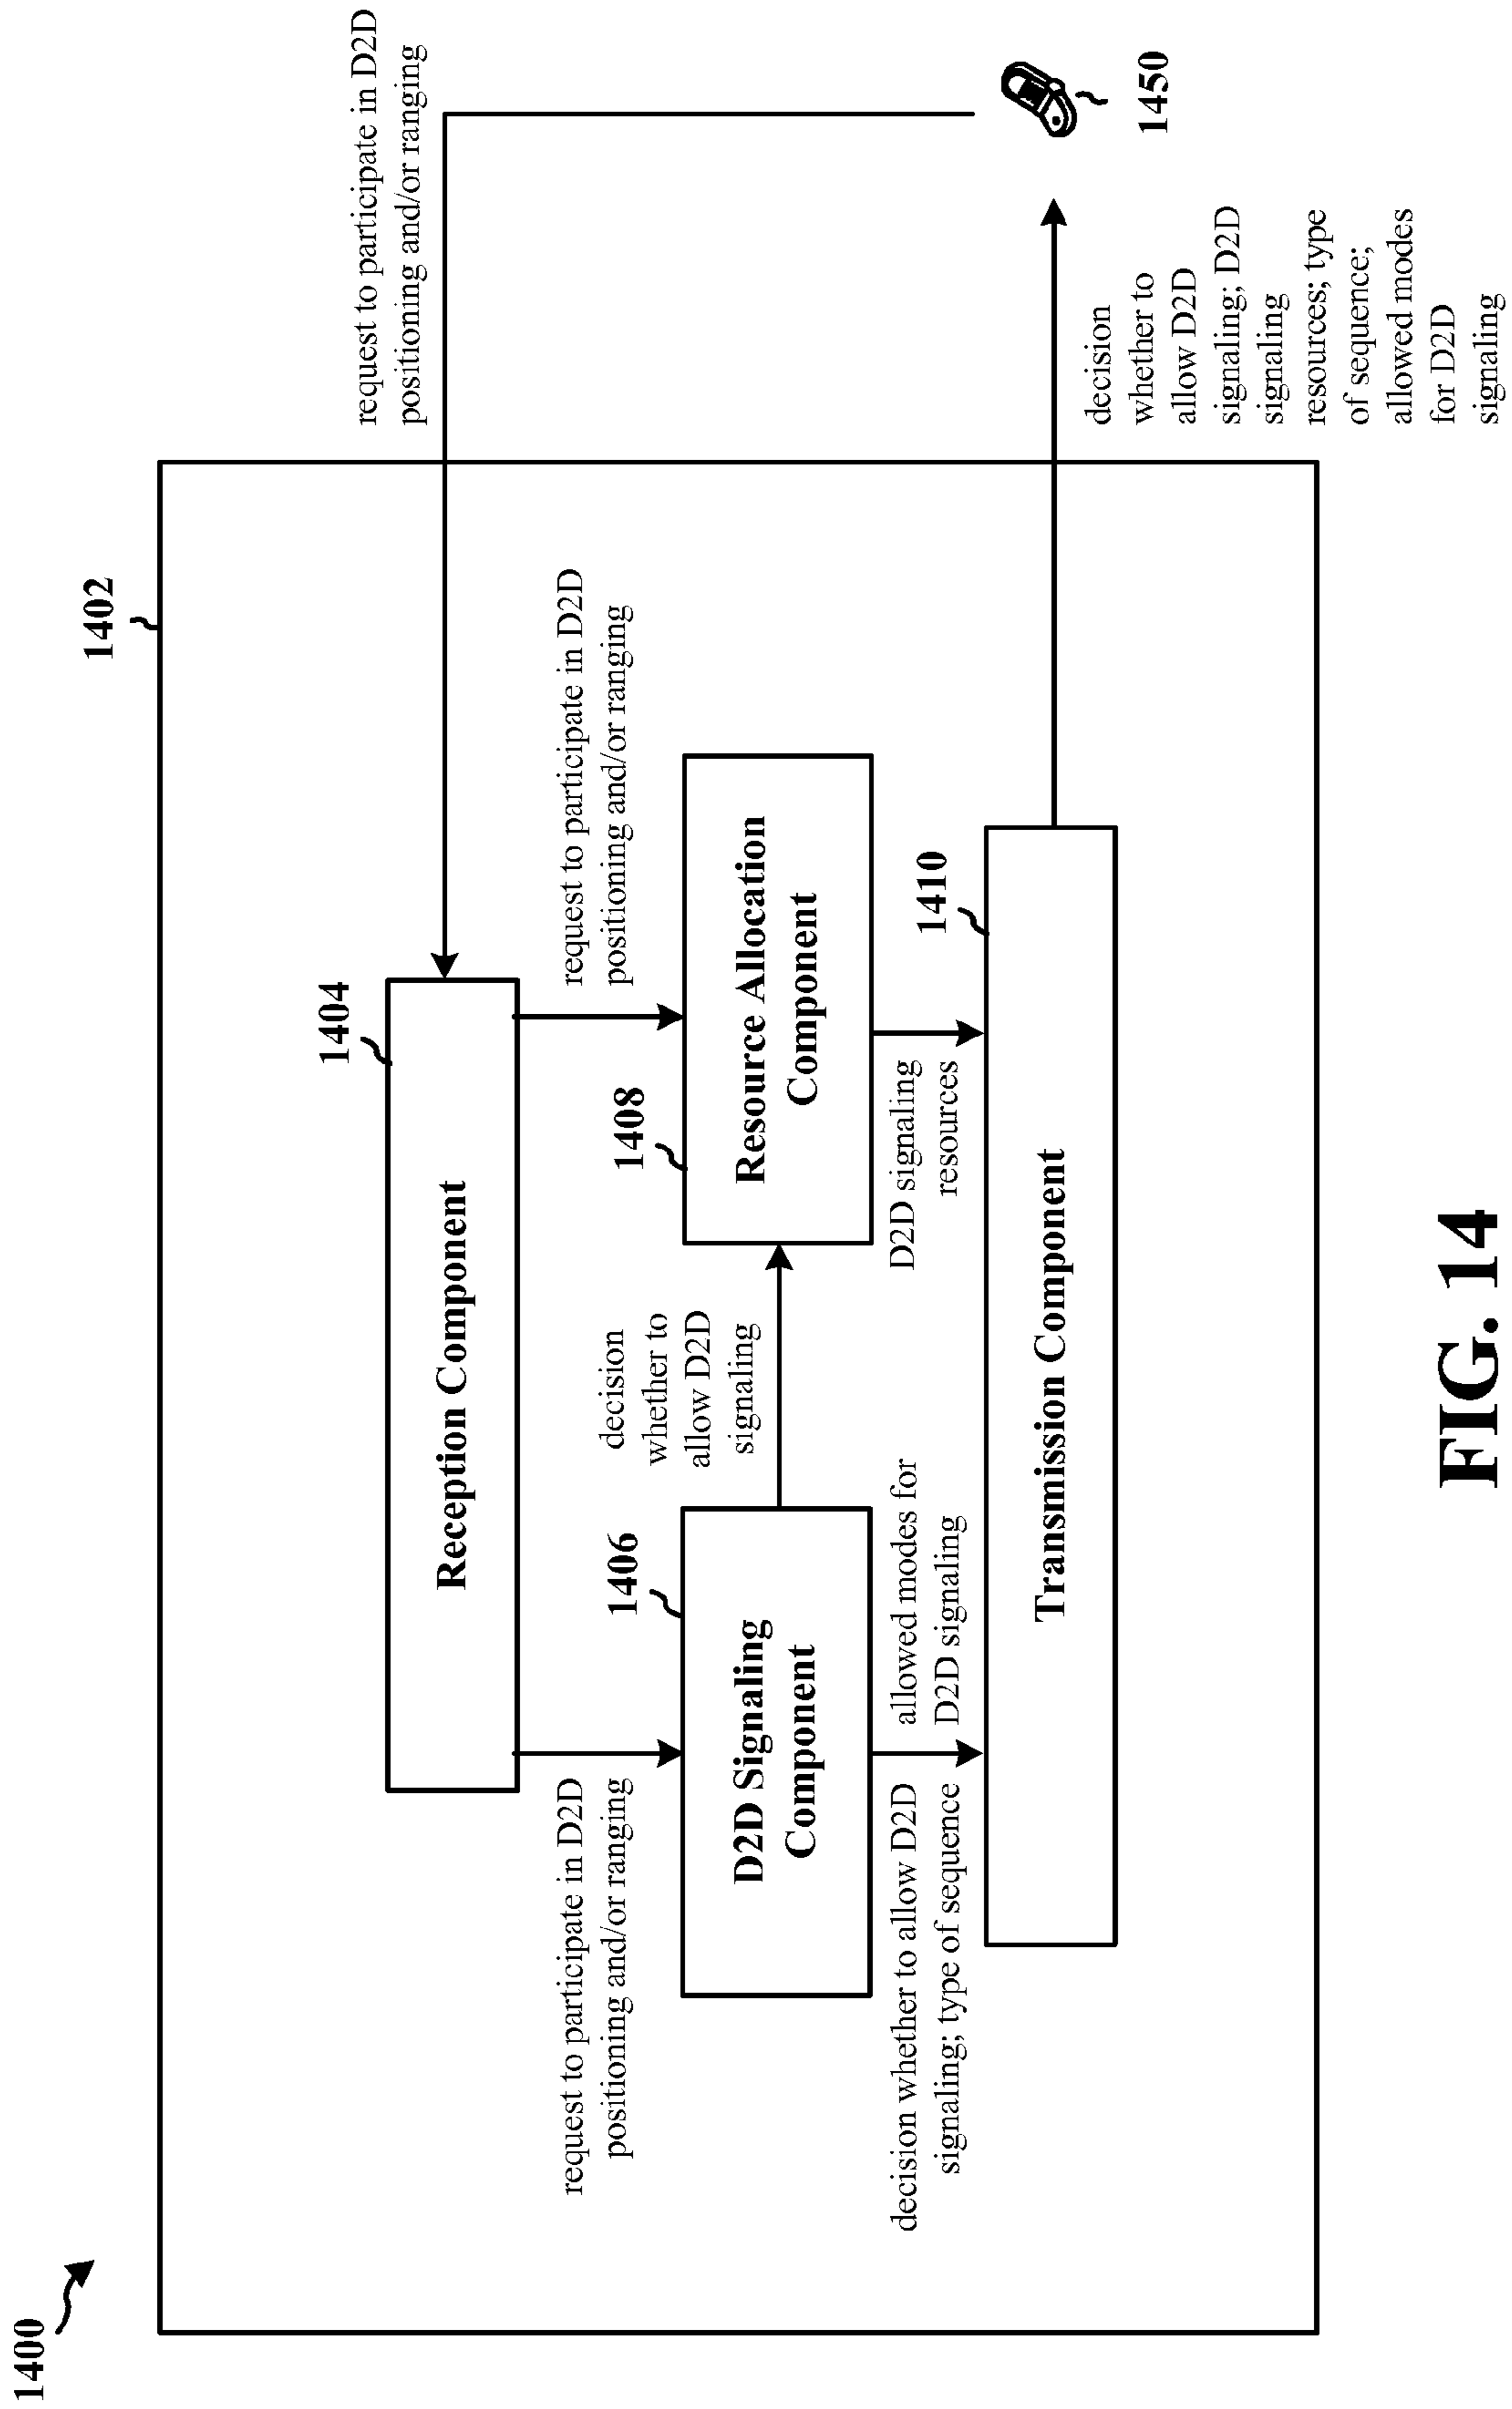 1400
1402
request to participate in D2D
positioning and/or ranging
1404
Reception Component
request to participate in D2D
positioning and/or ranging
request to participate in D2D
positioning and/or ranging
1406
D2D Signaling
Component
decision
whether to
allow D2D
signaling
1408
Resource Allocation
Component
decision whether to allow D2D
signaling; type of sequence
allowed modes for
D2D signaling
D2D signaling
resources
1410
Transmission Component
1450
decision
whether to
allow D2D
signaling; D2D
signaling
resources; type
of sequence;
allowed modes
for D2D
signaling
FIG. 14